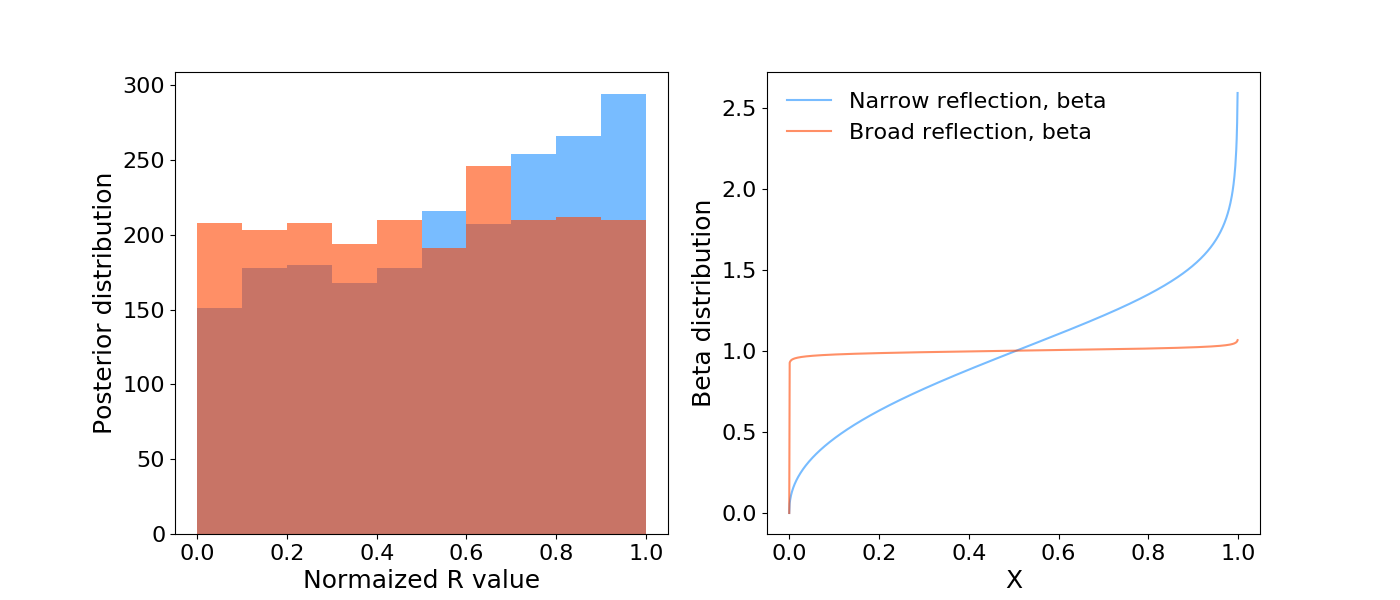 300
250
200
150
100
50
0
Posterior distribution
0.0 0.2 0.4 0.6 0.8 1.0
Normaized R value
Narrow reflection, beta
Broad reflection, beta
2.5
2.0
1.5
1.0
0.5
0.0
Beta distribution
0.0 0.2 0.4 0.6 0.8 1.0
X